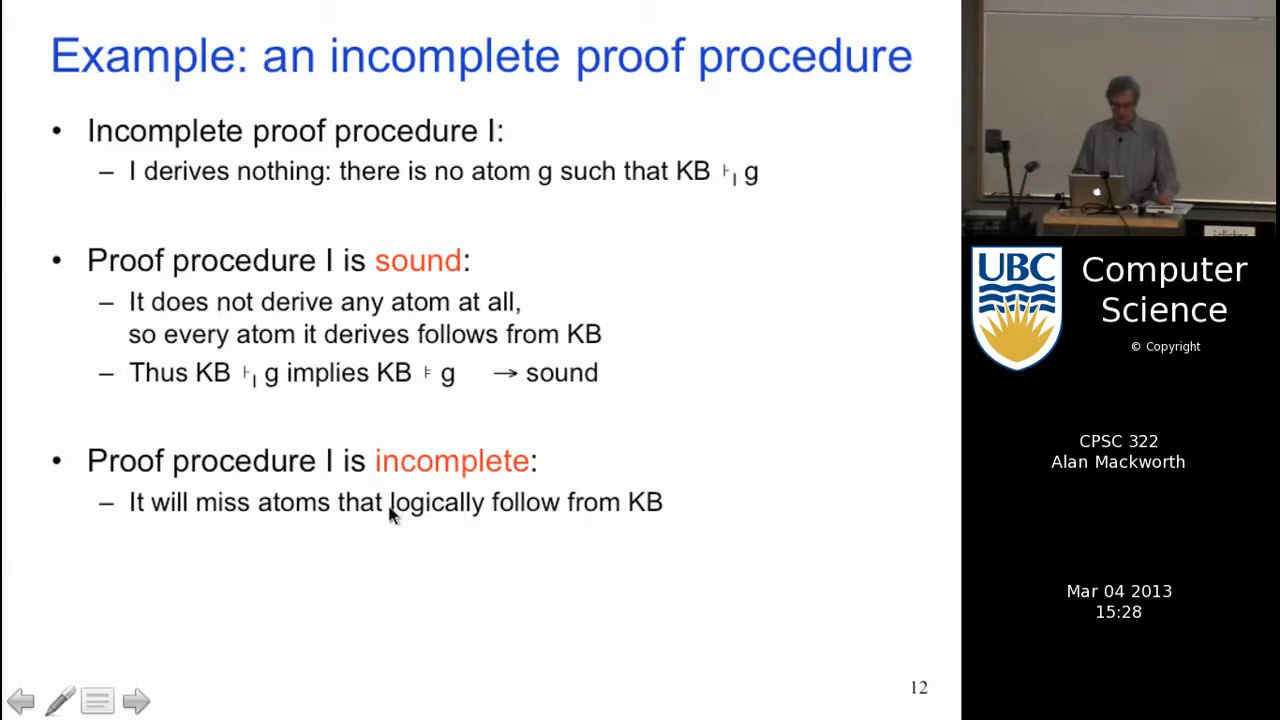 Example: an incomplete proof procedure
• Incomplete proof procedure I:
– I derives nothing: there is no atom g such that KB ⊦I g
• Proof procedure I is sound:
– It does not derive any atom at all,
so every atom it derives follows from KB
– Thus KB ⊦I g implies KB ⊧ g → sound
• Proof procedure I is incomplete:
– It will miss atoms that logically follow from KB
12
i>clicker
UBC
Computer
Science
© Copyright
CPSC 322
Alan Mackworth
Mar 04 2013
15:28